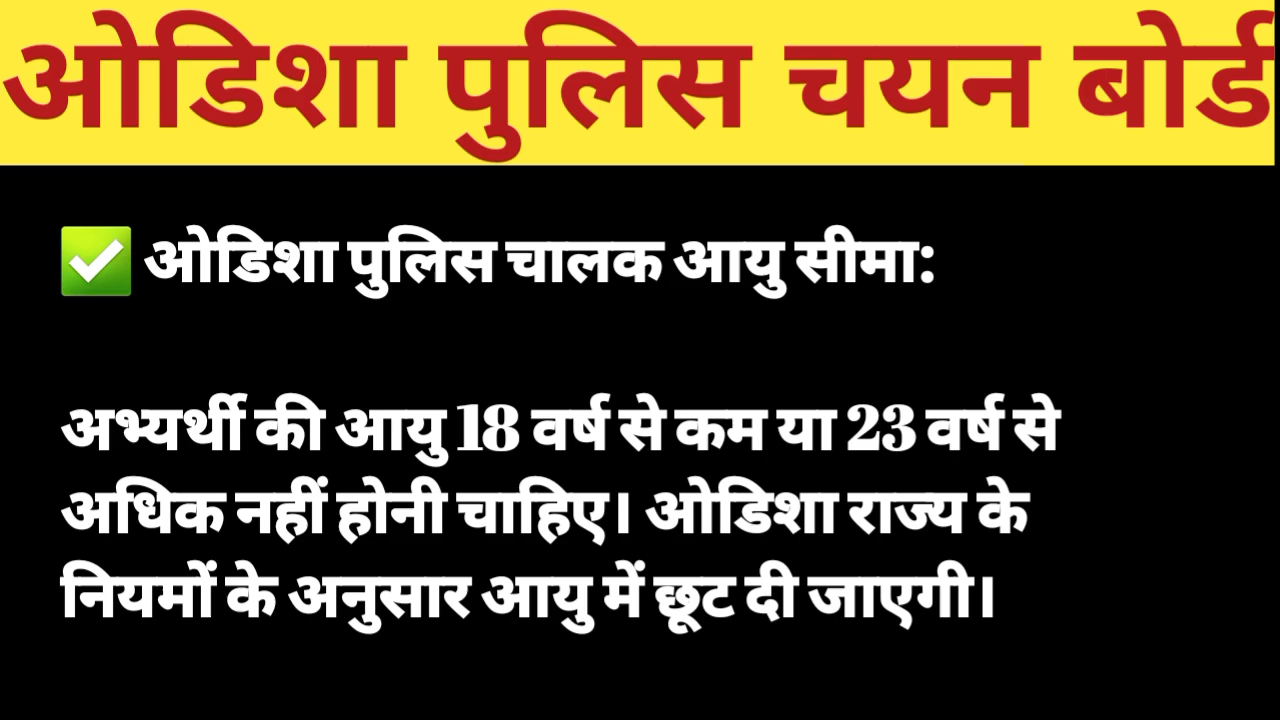 ओडिशा पुलिस चयन बोर्ड
✅ ओडिशा पुलिस चालक आयु सीमा:
अभ्यर्थी की आयु 18 वर्ष से कम या 23 वर्ष से
अधिक नहीं होनी चाहिए। ओडिशा राज्य के
नियमों के अनुसार आयु में छूट दी जाएगी।